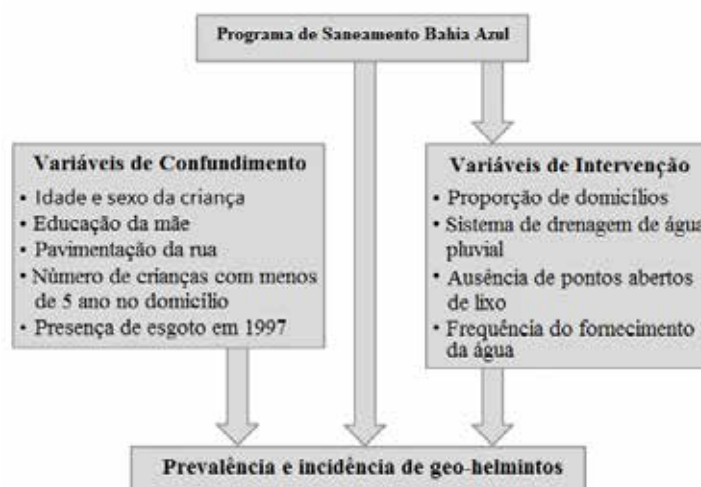 Programa de Saneamento Bahia Azul
Variáveis de Confundimento
• Idade e sexo da criança
• Educação da mãe
• Pavimentação da rua
• Número de crianças com menos
de 5 ano no domicílio
• Presença de esgoto em 1997
Variáveis de Intervenção
• Proporção de domicílios
• Sistema de drenagem de água
pluvial
• Ausência de pontos abertos
de lixo
• Frequência do fornecimento
da água
Prevalência e incidência de geo-helmintos